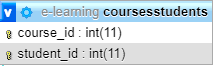 v e-learning coursesstudents
course_id : int(11)
student_id : int(11)